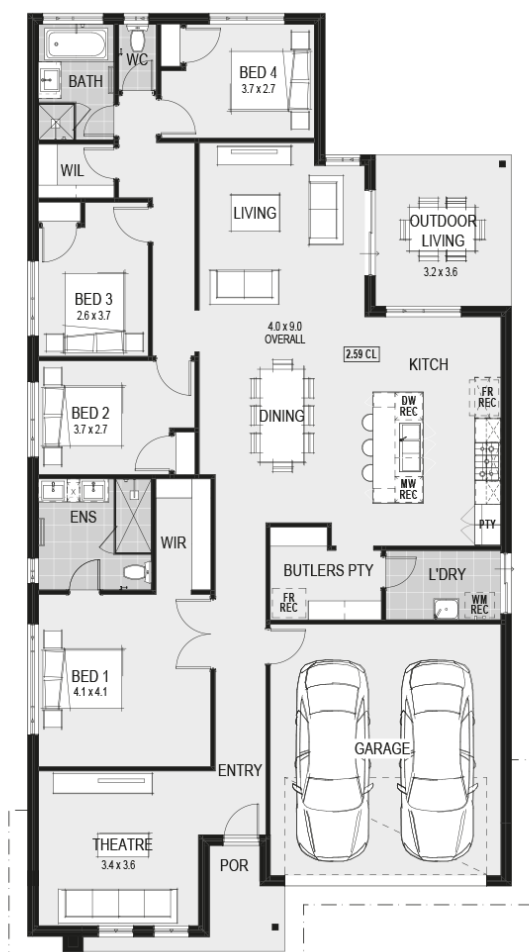 WC
BED 4
3.7 x 2.7
BATH
WIL
LIVING
OUTDOOR
LIVING
3.2 x 3.6
BED 3
2.6 x 3.7
4.0 x 9.0
OVERALL
2.59 CL
KITCH
FR
REC
BED 2
3.7 x 2.7
DINING
DW
REC
MW
REC
PTY
ENS
WIR
BUTLERS PTY
FR
REC
L'DRY
WM
REC
BED 1
4.1 x 4.1
GARAGE
ENTRY
THEATRE
3.4 x 3.6
POR